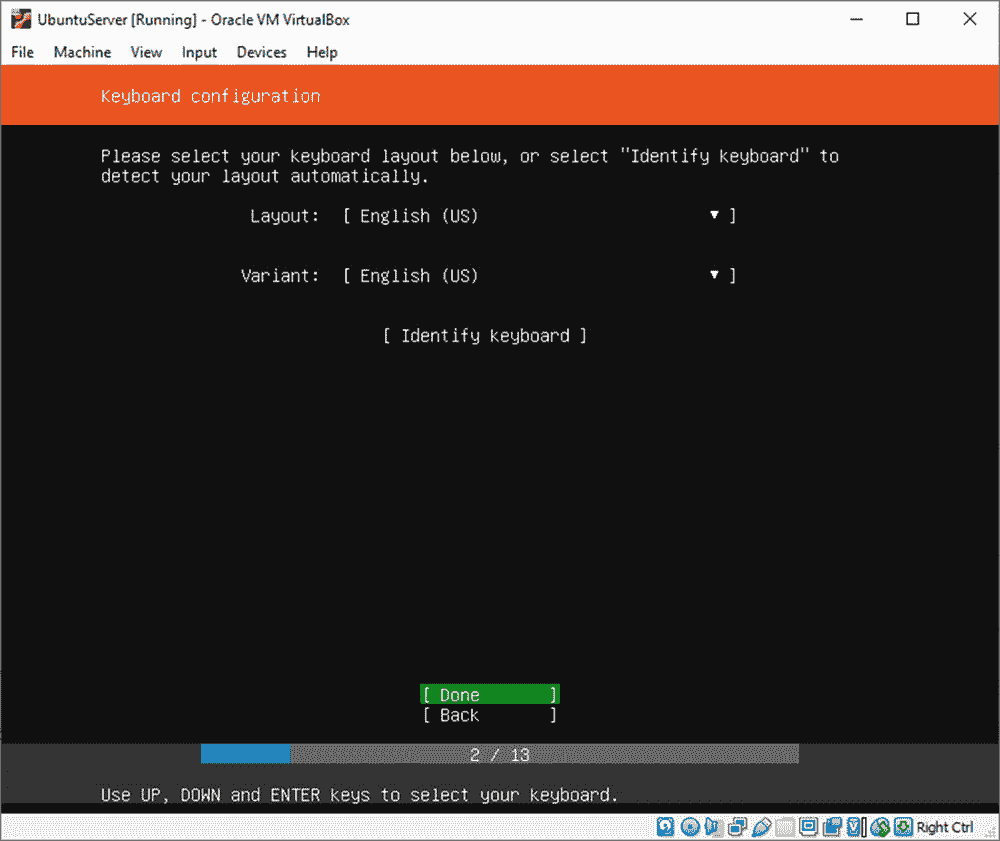 UbuntuServer [Running] - Oracle VM VirtualBox
File Machine View Input Devices Help
Keyboard configuration
Please select your keyboard layout below, or select "Identify keyboard" to
detect your layout automatically.
Layout: [ English (US) ▼ ]
Variant: [ English (US) ▼ ]
[ Identify keyboard ]
[ Done ]
[ Back ]
2 / 13
Use UP, DOWN and ENTER keys to select your keyboard.
Right Ctrl